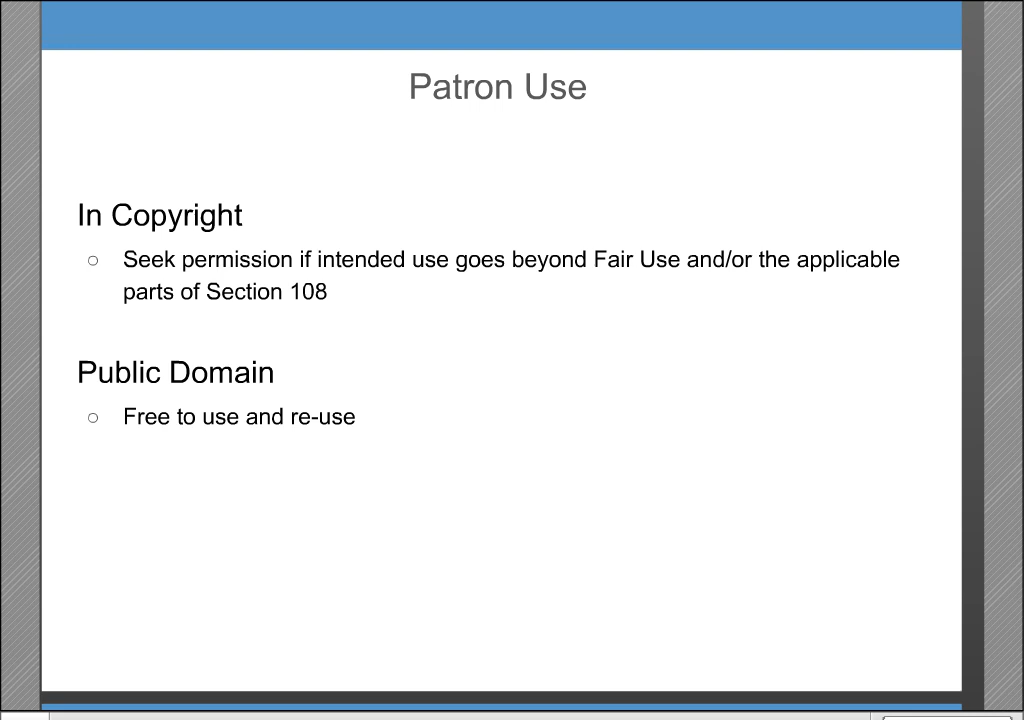 Patron Use
In Copyright
○ Seek permission if intended use goes beyond Fair Use and/or the applicable
parts of Section 108
Public Domain
○ Free to use and re-use